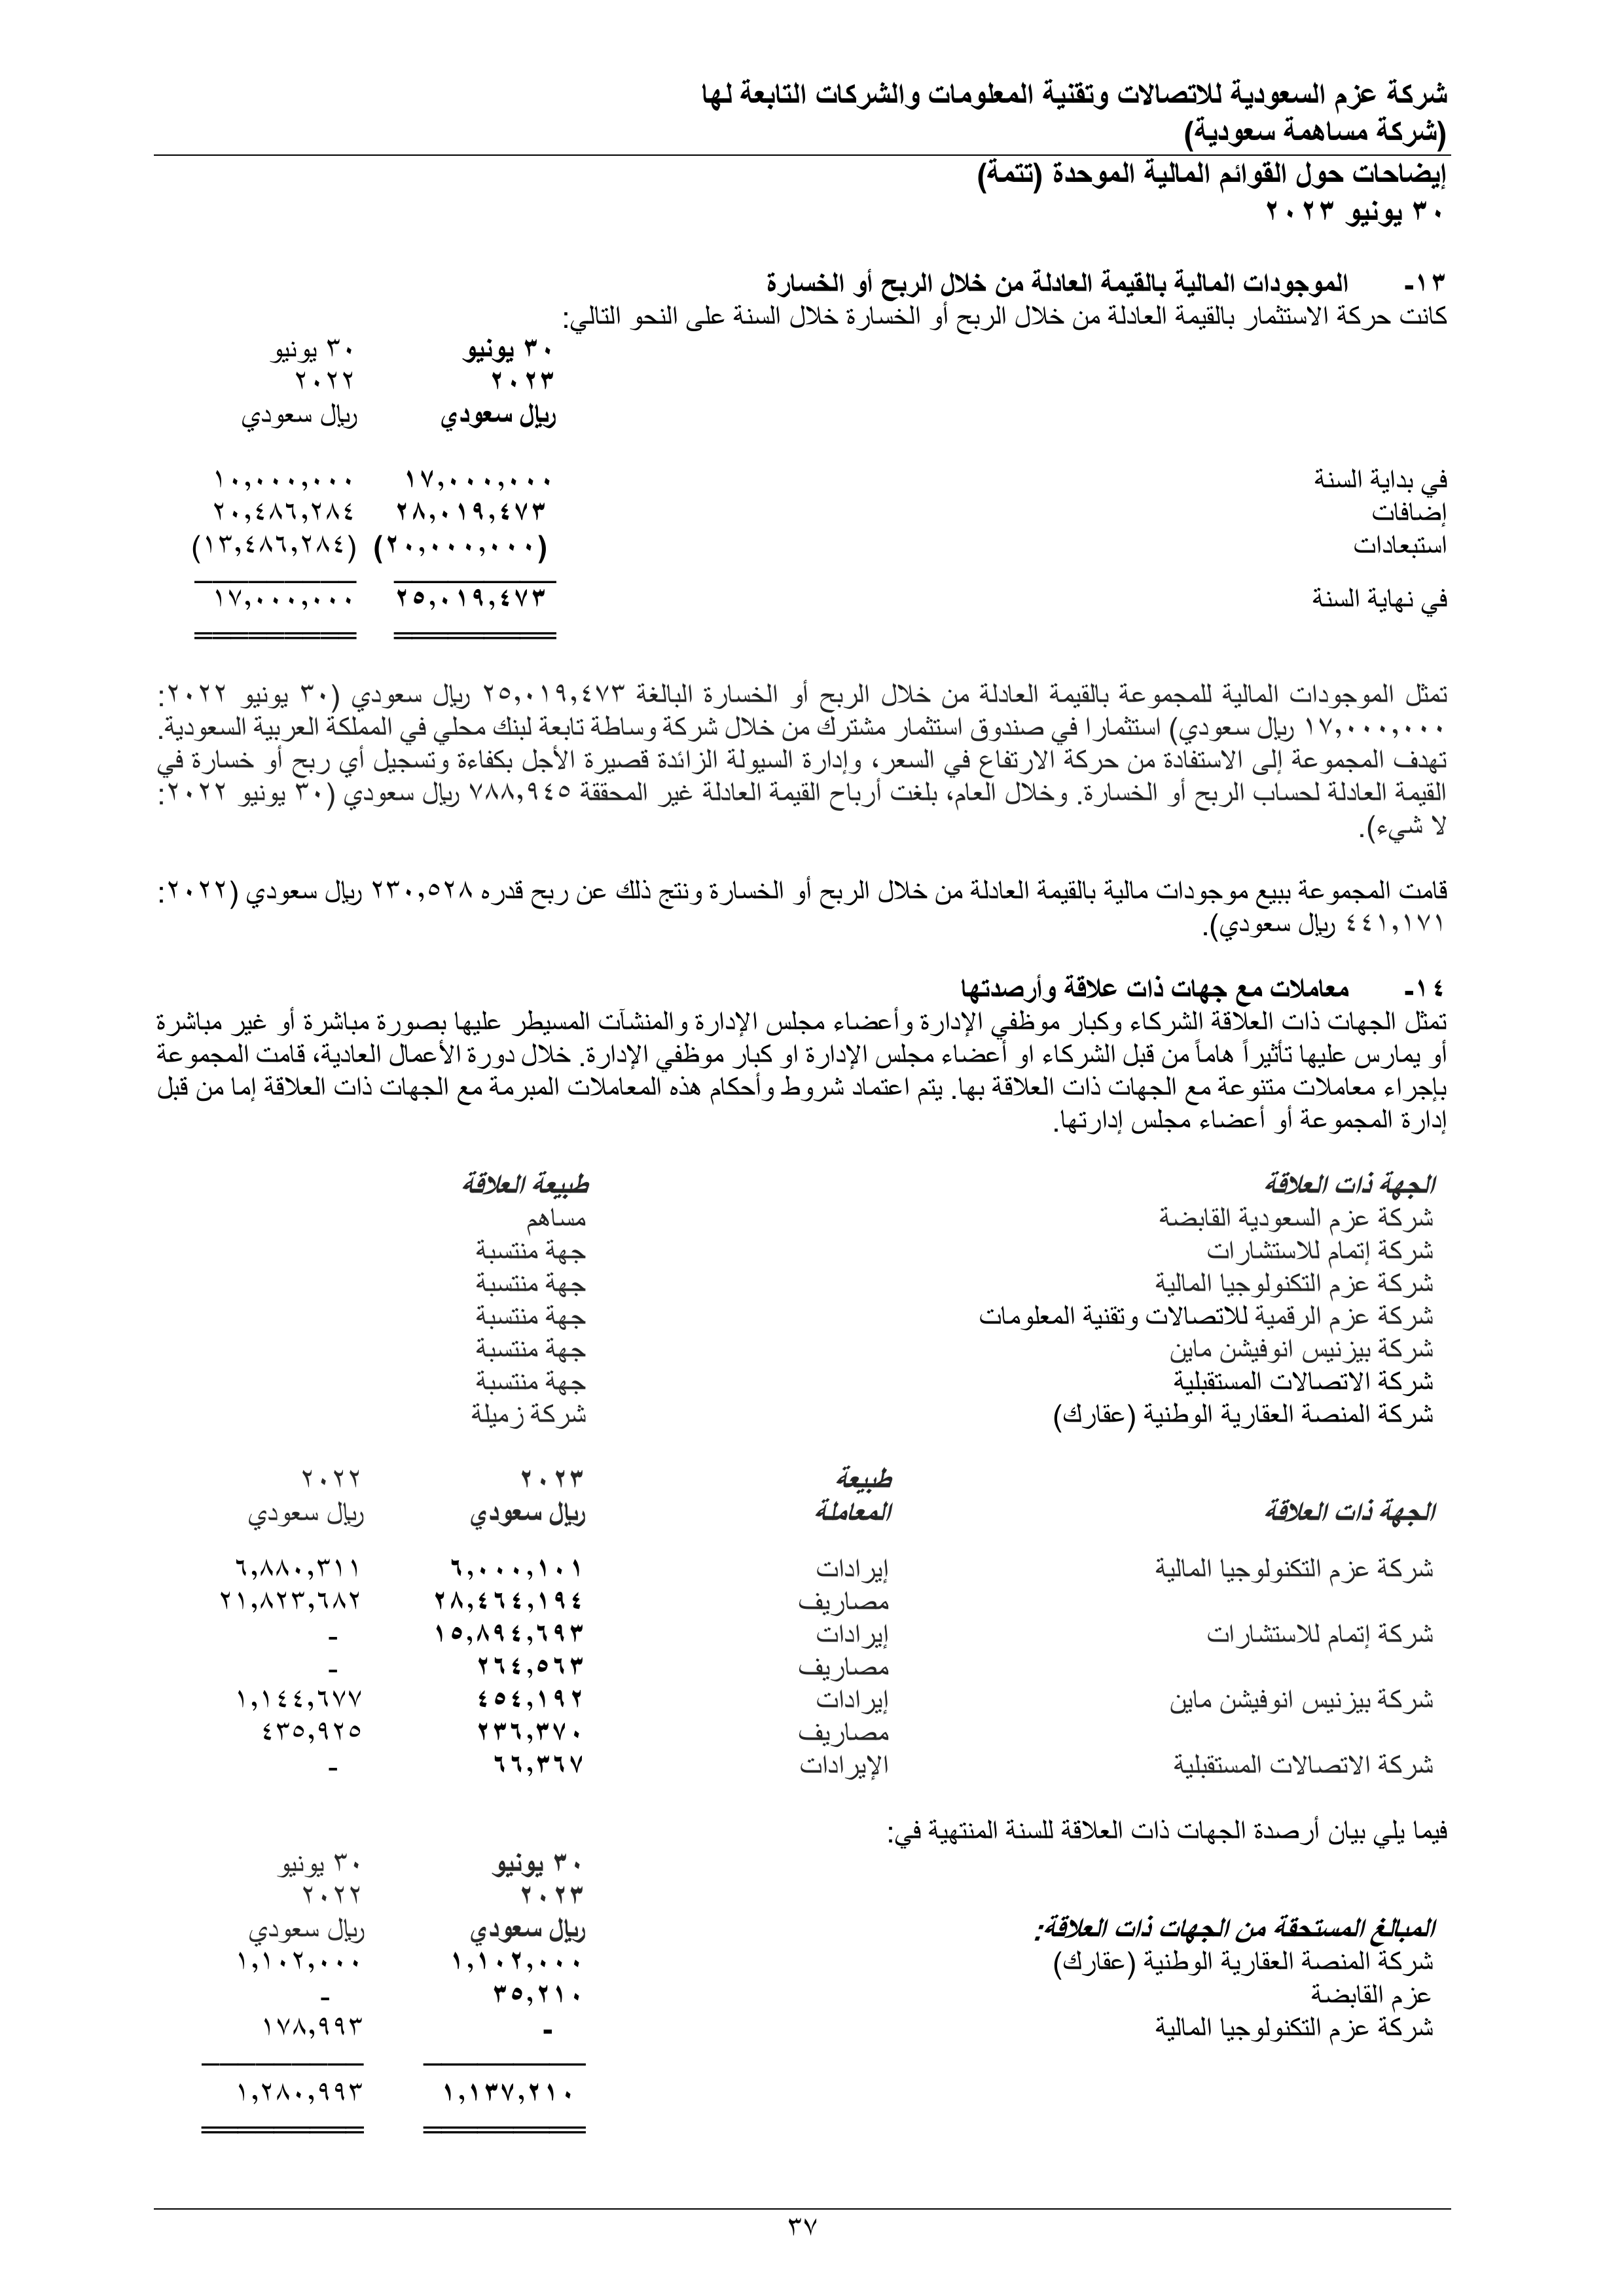 شركة عزم السعودية للاتصالات وتقنية المعلومات والشركات التابعة لها
(شركة مساهمة سعودية)
إيضاحات حول القوائم المالية الموحدة (تتمة)
٣٠ يونيو ٢٠٢٣
١٣- الموجودات المالية بالقيمة العادلة من خلال الربح أو الخسارة
كانت حركة الاستثمار بالقيمة العادلة من خلال الربح أو الخسارة خلال السنة على النحو التالي:
٣٠ يونيو ٣٠ يونيو
٢٠٢٣ ٢٠٢٢
ريال سعودي ريال سعودي
في بداية السنة ١٧,٠٠٠,٠٠٠ ١٠,٠٠٠,٠٠٠
إضافات ٢٨,٠١٩,٤٧٣ ٢٠,٤٨٦,٢٨٤
استبعادات (٢٠,٠٠٠,٠٠٠) (١٣,٤٨٦,٢٨٤)
في نهاية السنة ٢٥,٠١٩,٤٧٣ ١٧,٠٠٠,٠٠٠
تمثل الموجودات المالية للمجموعة بالقيمة العادلة من خلال الربح أو الخسارة البالغة ٢٥,٠١٩,٤٧٣ ريال سعودي (٣٠ يونيو ٢٠٢٢:
١٧,٠٠٠,٠٠٠ ريال سعودي) استثمارا في صندوق استثمار مشترك من خلال شركة وساطة تابعة لبنك محلي في المملكة العربية السعودية.
تهدف المجموعة إلى الاستفادة من حركة الارتفاع في السعر، وإدارة السيولة الزائدة قصيرة الأجل بكفاءة وتسجيل أي ربح أو خسارة في
القيمة العادلة لحساب الربح أو الخسارة. وخلال العام، بلغت أرباح القيمة العادلة غير المحققة ٧٨٨,٩٤٥ ريال سعودي (٣٠ يونيو ٢٠٢٢:
لا شيء).
قامت المجموعة ببيع موجودات مالية بالقيمة العادلة من خلال الربح أو الخسارة ونتج ذلك عن ربح قدره ٢٣٠,٥٢٨ ريال سعودي (٢٠٢٢:
٤٤١,١٧١ ريال سعودي).
١٤- معاملات مع جهات ذات علاقة وأرصدتها
تمثل الجهات ذات العلاقة الشركاء وكبار موظفي الإدارة وأعضاء مجلس الإدارة والمنشآت المسيطر عليها بصورة مباشرة أو غير مباشرة
أو يمارس عليها تأثيراً هاماً من قبل الشركاء او أعضاء مجلس الإدارة او كبار موظفي الإدارة. خلال دورة الأعمال العادية، قامت المجموعة
بإجراء معاملات متنوعة مع الجهات ذات العلاقة بها. يتم اعتماد شروط وأحكام هذه المعاملات المبرمة مع الجهات ذات العلاقة إما من قبل
إدارة المجموعة أو أعضاء مجلس إدارتها.
الجهة ذات العلاقة طبيعة العلاقة
شركة عزم السعودية القابضة مساهم
شركة إتمام للاستشارات جهة منتسبة
شركة عزم التكنولوجيا المالية جهة منتسبة
شركة عزم الرقمية للاتصالات وتقنية المعلومات جهة منتسبة
شركة بيزنيس انوفيشن ماين جهة منتسبة
شركة الاتصالات المستقبلية جهة منتسبة
شركة المنصة العقارية الوطنية (عقارك) شركة زميلة
طبيعة ٢٠٢٣ ٢٠٢٢
الجهة ذات العلاقة المعاملة ريال سعودي ريال سعودي
شركة عزم التكنولوجيا المالية إيرادات ٦,٠٠٠,١٠١ ٦,٨٨٠,٣١١
مصاريف ٢٨,٤٦٤,١٩٤ ٢١,٨٢٣,٦٨٢
شركة إتمام للاستشارات إيرادات ١٥,٨٩٤,٦٩٣ -
مصاريف ٢٦٤,٥٦٣ -
شركة بيزنيس انوفيشن ماين إيرادات ٤٥٤,١٩٢ ١,١٤٤,٦٧٧
مصاريف ٢٣٦,٣٧٠ ٤٣٥,٩٢٥
شركة الاتصالات المستقبلية الإيرادات ٦٦,٣٦٧ -
فيما يلي بيان أرصدة الجهات ذات العلاقة للسنة المنتهية في:
٣٠ يونيو ٣٠ يونيو
٢٠٢٣ ٢٠٢٢
المبالغ المستحقة من الجهات ذات العلاقة: ريال سعودي ريال سعودي
شركة المنصة العقارية الوطنية (عقارك) ١,١٠٢,٠٠٠ ١,١٠٢,٠٠٠
عزم القابضة ٣٥,٢١٠ -
شركة عزم التكنولوجيا المالية - ١٧٨,٩٩٣
١,١٣٧,٢١٠ ١,٢٨٠,٩٩٣
٣٧